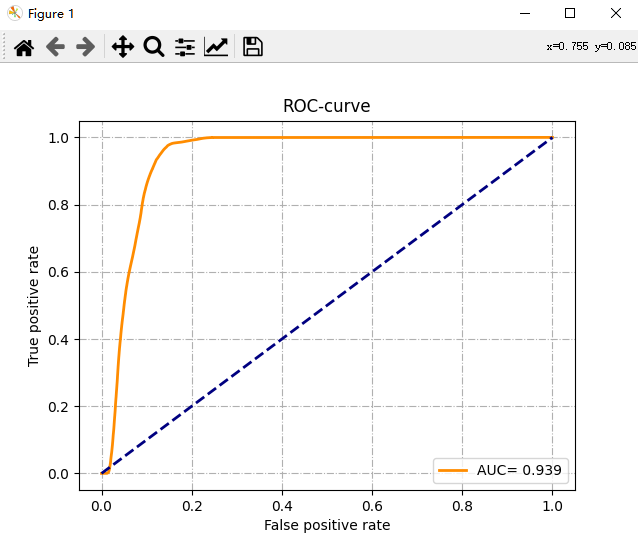 Figure 1
x=0.755 y=0.085
ROC-curve
1.0
0.8
0.6
0.4
0.2
0.0
True positive rate
AUC= 0.939
0.0 0.2 0.4 0.6 0.8 1.0
False positive rate